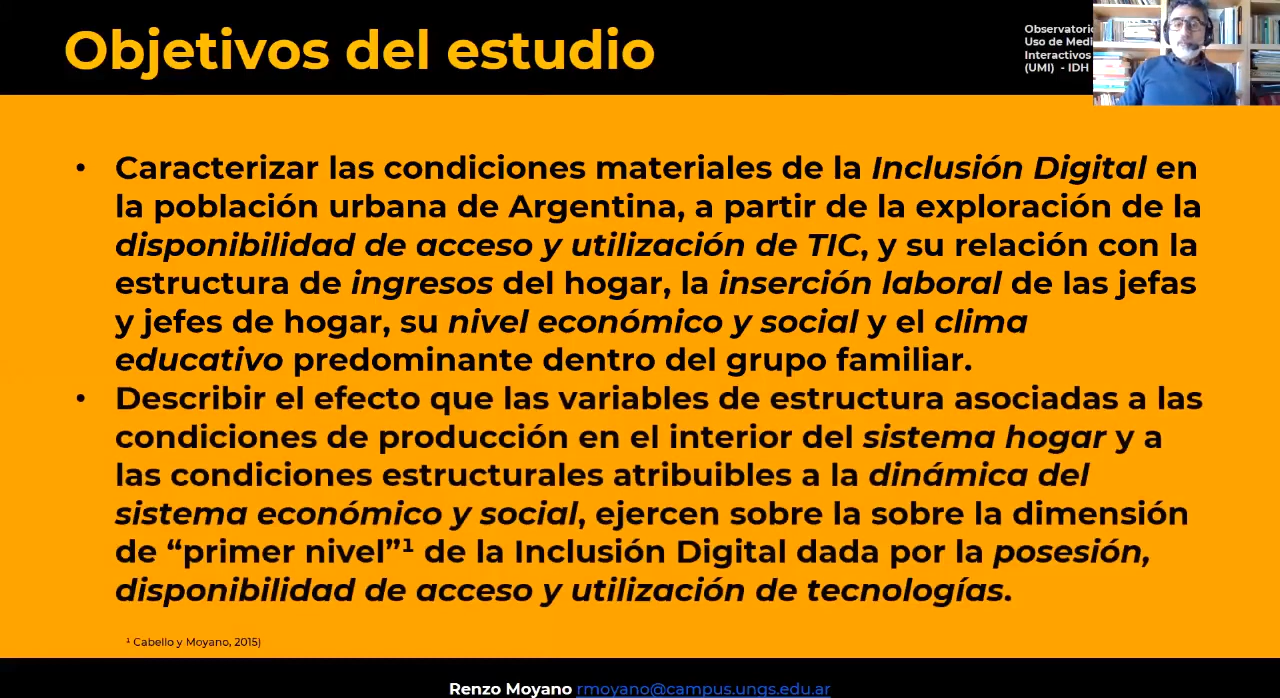 Objetivos del estudio
Observatorio
Uso de Medi
Interactivos
(UMI) - IDH
• Caracterizar las condiciones materiales de la Inclusión Digital en
la población urbana de Argentina, a partir de la exploración de la
disponibilidad de acceso y utilización de TIC, y su relación con la
estructura de ingresos del hogar, la inserción laboral de las jefas
y jefes de hogar, su nivel económico y social y el clima
educativo predominante dentro del grupo familiar.
• Describir el efecto que las variables de estructura asociadas a las
condiciones de producción en el interior del sistema hogar y a
las condiciones estructurales atribuibles a la dinámica del
sistema económico y social, ejercen sobre la sobre la dimensión
de “primer nivel”¹ de la Inclusión Digital dada por la posesión,
disponibilidad de acceso y utilización de tecnologías.
¹ Cabello y Moyano, 2015)
Renzo Moyano rmoyano@campus.ungs.edu.ar